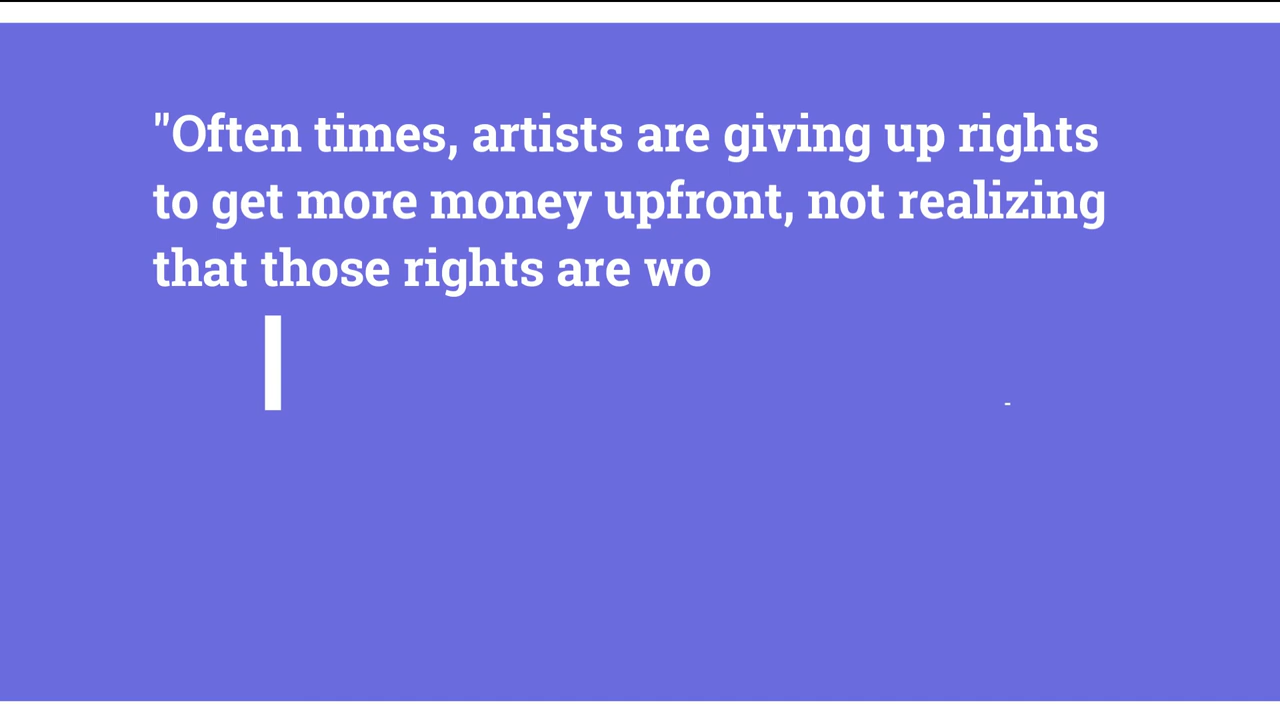 "Often times, artists are giving up rights
to get more money upfront, not realizing
that those rights are wo
-